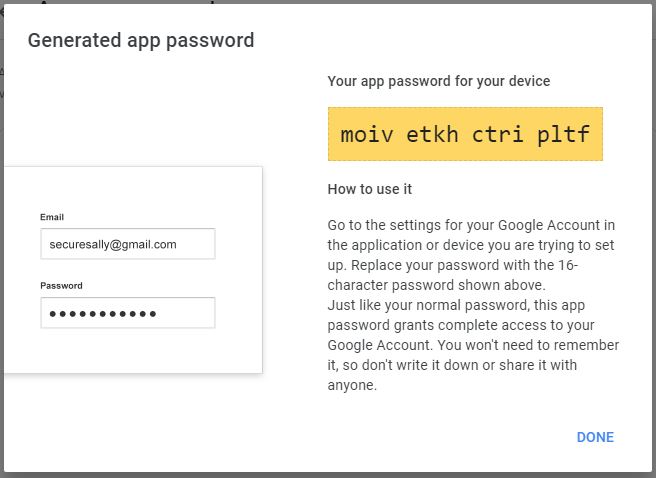 Generated app password
Your app password for your device
moiv etkh ctri pltf
How to use it
Email
securesally@gmail.com
Password
Go to the settings for your Google Account in
the application or device you are trying to set
up. Replace your password with the 16-
character password shown above.
Just like your normal password, this app
password grants complete access to your
Google Account. You won't need to remember
it, so don't write it down or share it with
anyone.
DONE